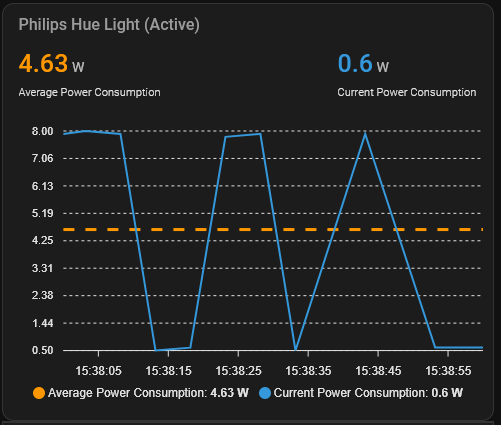 Philips Hue Light (Active)
4.63 W 0.6 W
Average Power Consumption Current Power Consumption
8.00
7.06
6.13
5.19
4.25
3.31
2.38
1.44
0.50
15:38:05 15:38:15 15:38:25 15:38:35 15:38:45 15:38:55
Average Power Consumption: 4.63 W Current Power Consumption: 0.6 W